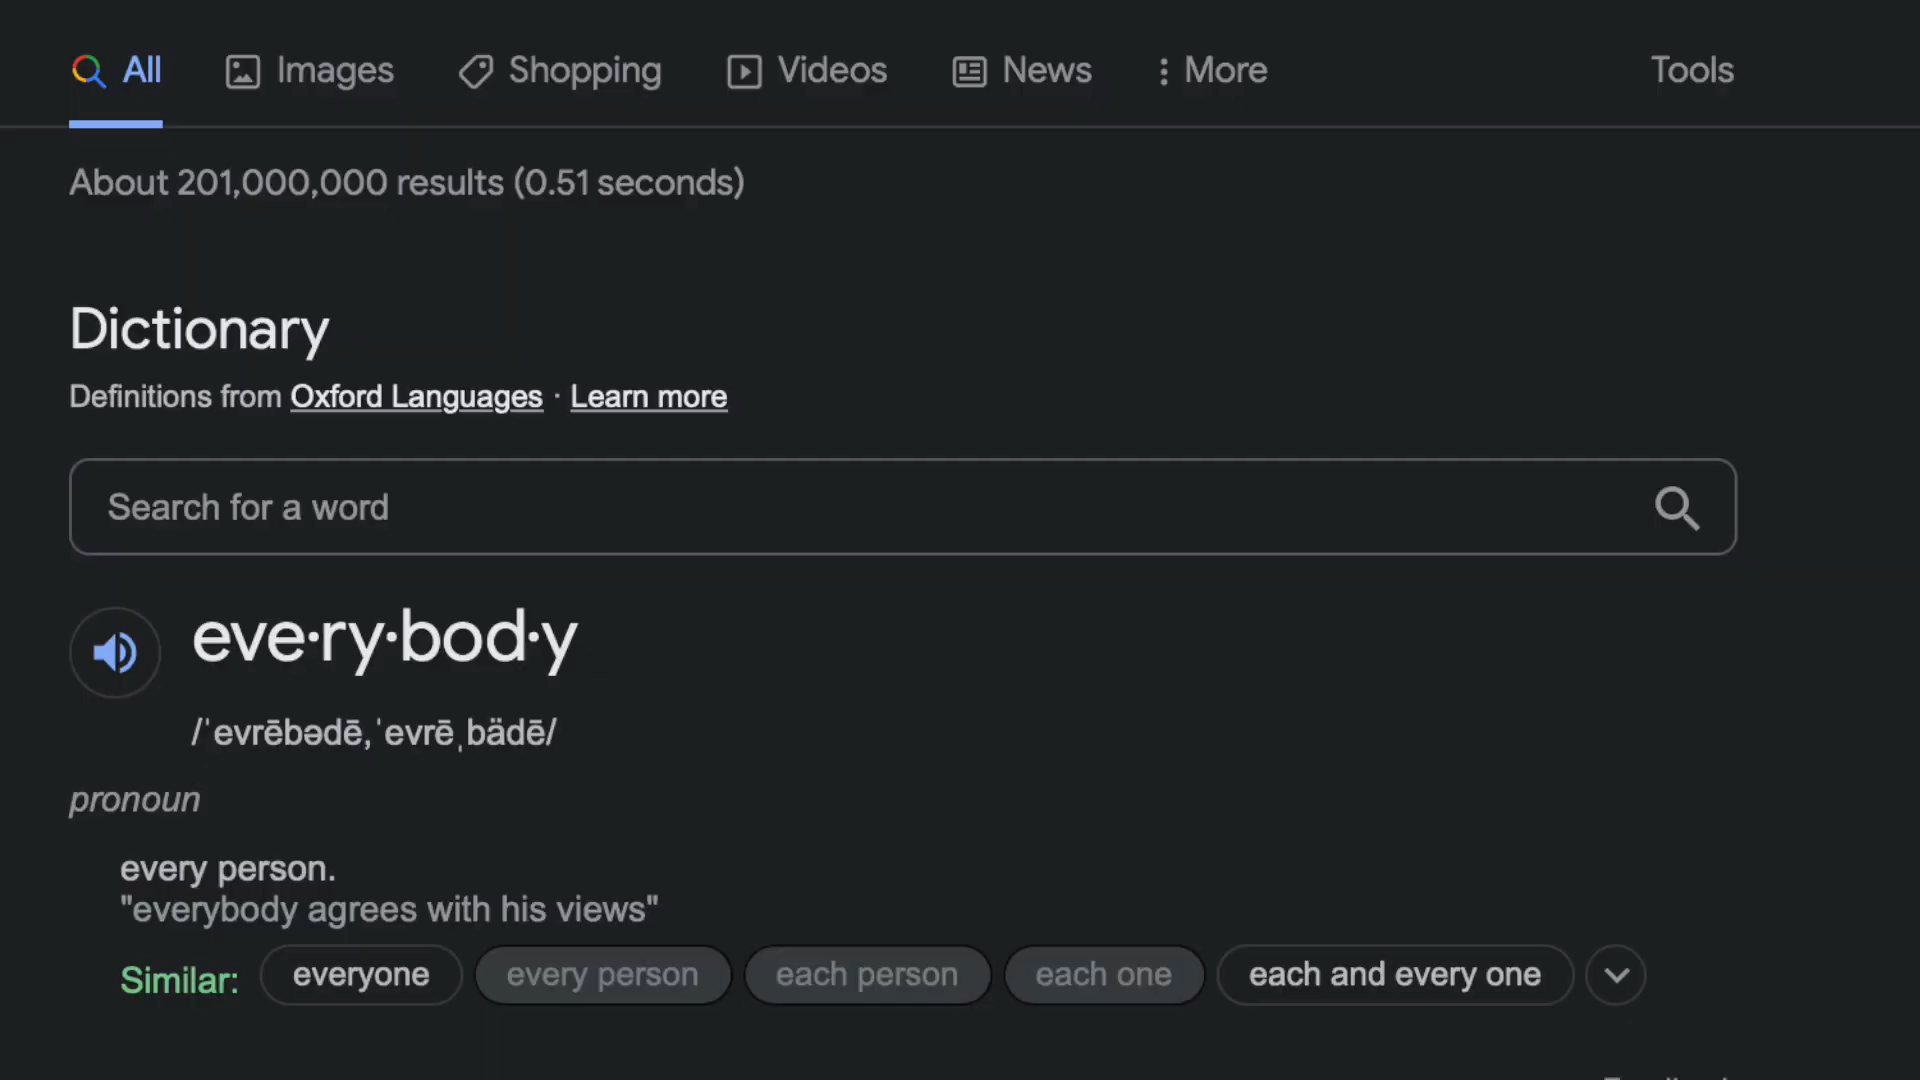 All Images Shopping Videos News More Tools
About 201,000,000 results (0.51 seconds)
Dictionary
Definitions from Oxford Languages · Learn more
Search for a word
eve·ry·bod·y
/ˈevrēbədē,ˈevrēˌbädē/
pronoun
every person.
"everybody agrees with his views"
Similar: everyone every person each person each one each and every one